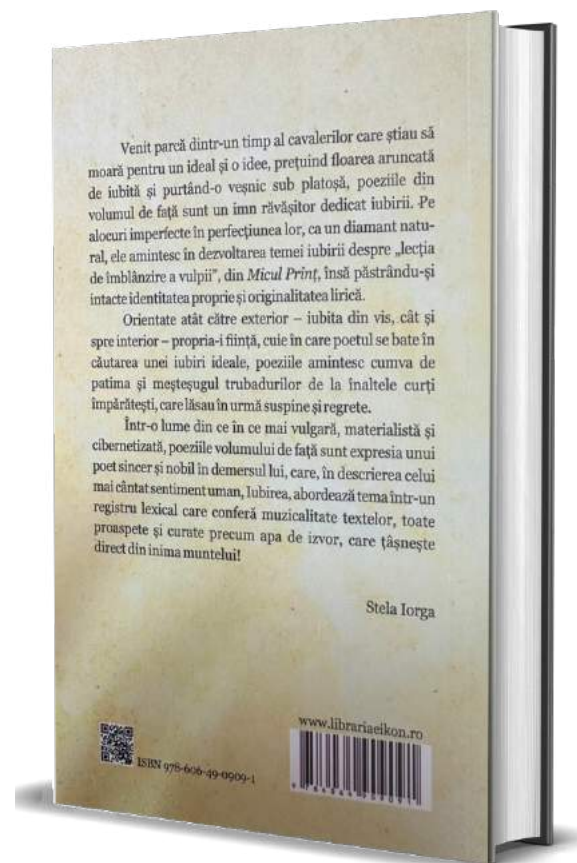 Venit parcă dintr-un timp al cavalerilor care știau să
moară pentru un ideal și o idee, prețuind floarea aruncată
de iubită și purtând-o veșnic sub platoșă, poeziile din
volumul de față sunt un imn răvășitor dedicat iubirii. Pe
alocuri imperfecte în perfecțiunea lor, ca un diamant natu-
ral, ele amintesc în dezvoltarea temei iubirii despre „lecția
de îmblânzire a vulpii”, din Micul Prinț, însă păstrându-și
intacte identitatea proprie și originalitatea lirică.
Orientate atât către exterior – iubita din vis, cât și
spre interior – propria-i ființă, cuie în care poetul se bate în
căutarea unei iubiri ideale, poeziile amintesc cumva de
patima și meșteșugul trubadurilor de la înaltele curți
împărătești, care lăsau în urmă suspine și regrete.
Într-o lume din ce în ce mai vulgară, materialistă și
cibernetizată, poeziile volumului de față sunt expresia unui
poet sincer și nobil în demersul lui, care, în descrierea celui
mai cântat sentiment uman, Iubirea, abordează tema într-un
registru lexical care conferă muzicalitate textelor, toate
proaspete și curate precum apa de izvor, care țâșnește
direct din inima muntelui!
Stela Iorga
www.librariaeikon.ro
ISBN 978-606-49-0909-1